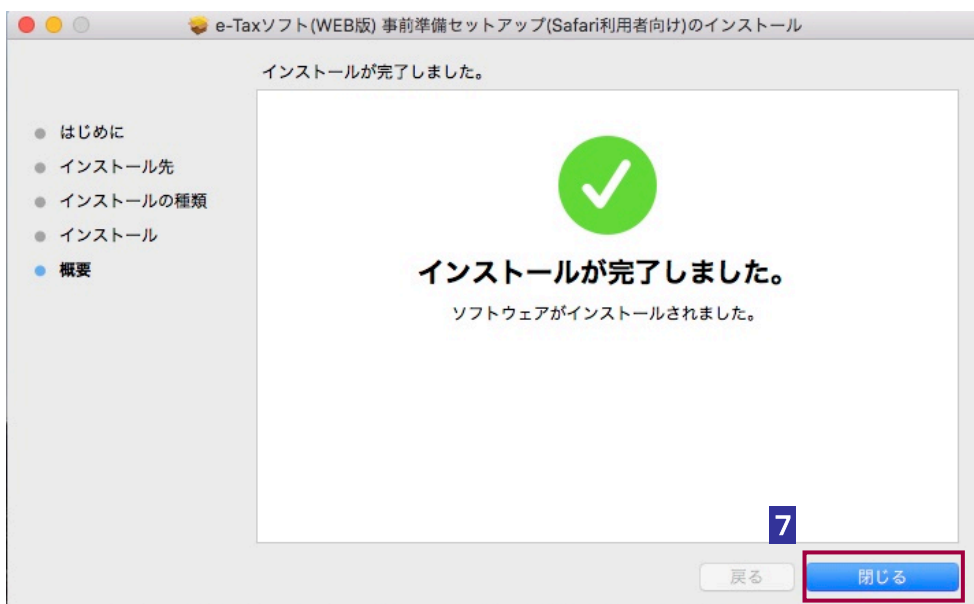 e-Taxソフト(WEB版) 事前準備セットアップ(Safari利用者向け)のインストール
インストールが完了しました。
はじめに
インストール先
インストールの種類
インストール
概要
インストールが完了しました。
ソフトウェアがインストールされました。
7
戻る
閉じる